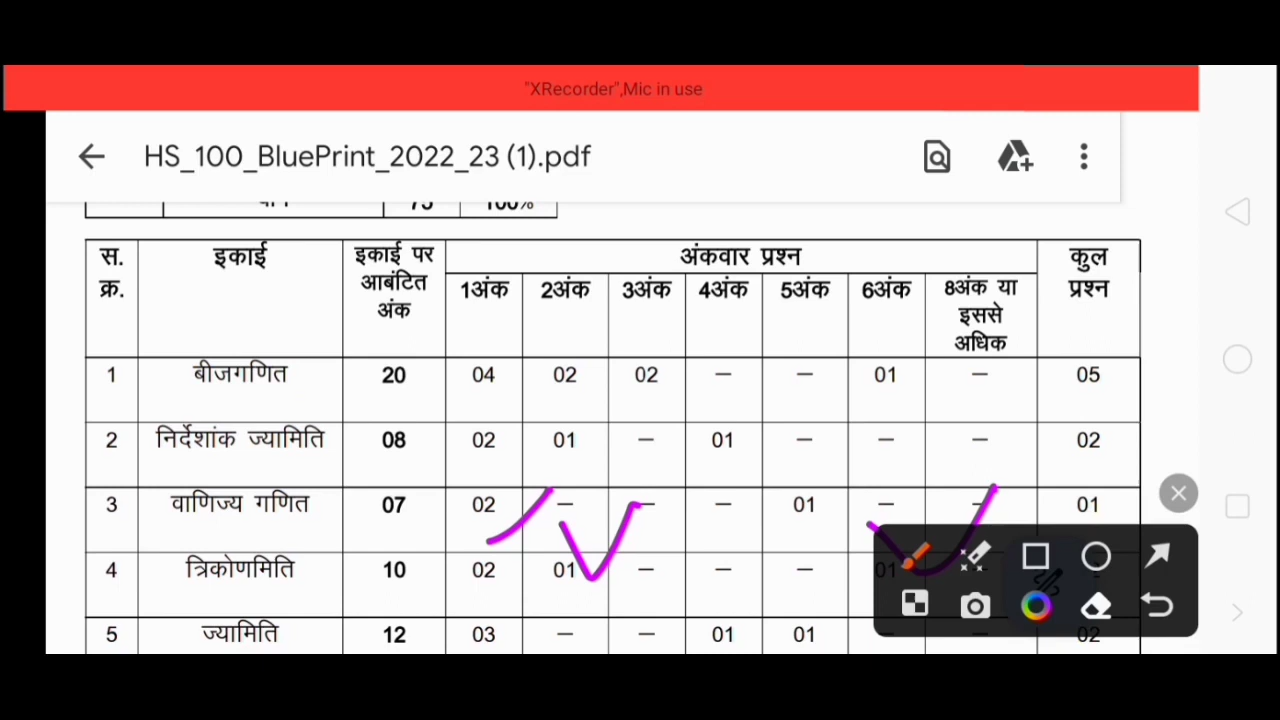 "XRecorder",Mic in use
HS_100_BluePrint_2022_23 (1).pdf
75 100%
स. क्र. इकाई इकाई पर आबंटित अंक अंकवार प्रश्न कुल प्रश्न
1अंक 2अंक 3अंक 4अंक 5अंक 6अंक 8अंक या इससे अधिक
1 बीजगणित 20 04 02 02 — — 01 — 05
2 निर्देशांक ज्यामिति 08 02 01 — 01 — — — 02
3 वाणिज्य गणित 07 02 — — — 01 — — 01
4 त्रिकोणमिति 10 02 01 — — — 01
5 ज्यामिति 12 03 — — 01 01 — — 02